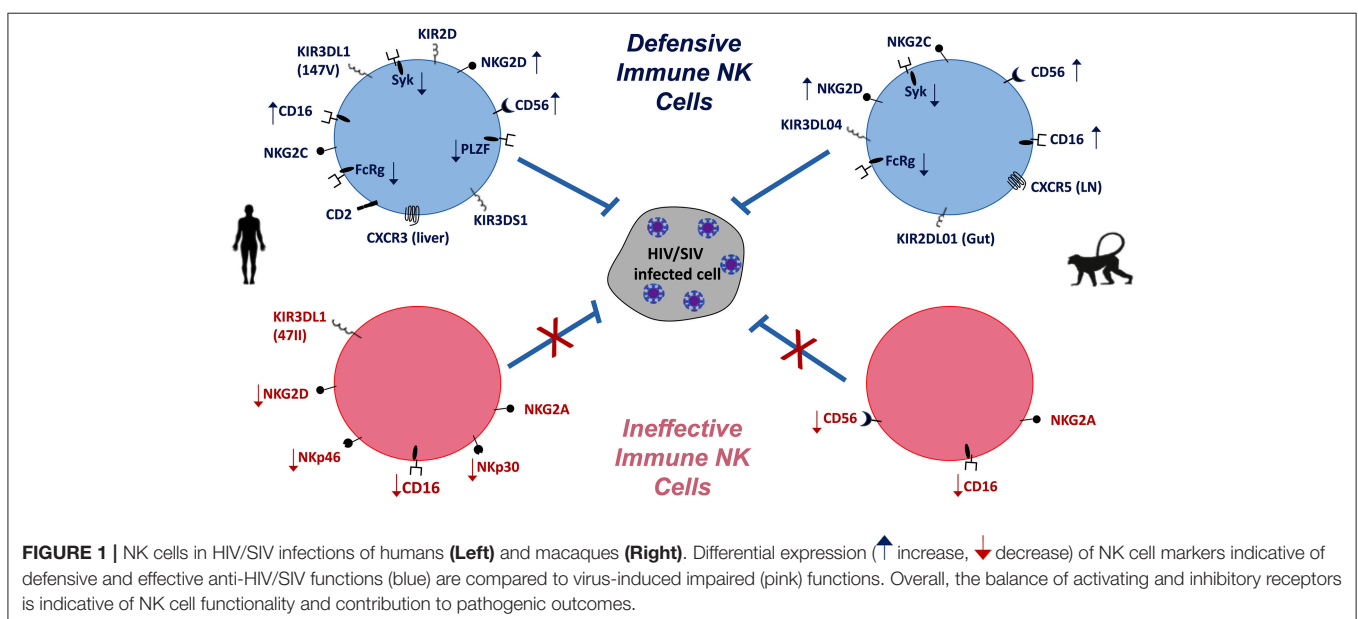 Defensive
Immune NK
Cells
KIR3DL1
(147V)
KIR2D
NKG2D ↑
Syk ↓
↑CD16
CD56↑
↓PLZF
NKG2C
FcRg ↓
CD2
CXCR3 (liver)
KIR3DS1
NKG2C
CD56 ↑
↑ NKG2D
Syk ↓
KIR3DL04
CD16 ↑
FcRg ↓
CXCR5 (LN)
KIR2DL01 (Gut)
HIV/SIV
infected cell
KIR3DL1
(47II)
↓NKG2D
NKG2A
↓NKp46
↓NKp30
↓CD16
Ineffective
Immune NK
Cells
↓ CD56
NKG2A
↓CD16
FIGURE 1 | NK cells in HIV/SIV infections of humans (Left) and macaques (Right). Differential expression (↑ increase, ↓ decrease) of NK cell markers indicative of
defensive and effective anti-HIV/SIV functions (blue) are compared to virus-induced impaired (pink) functions. Overall, the balance of activating and inhibitory receptors
is indicative of NK cell functionality and contribution to pathogenic outcomes.